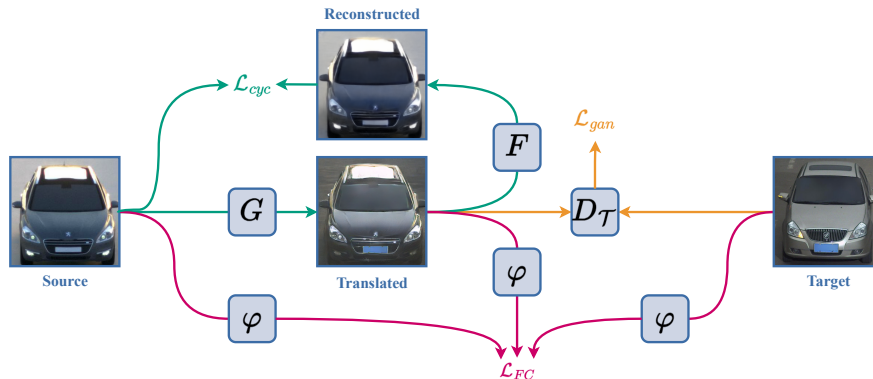 Reconstructed
ℒcyc
ℒgan
F
G
D𝒯
Source
Translated
Target
φ
φ
φ
ℒFC